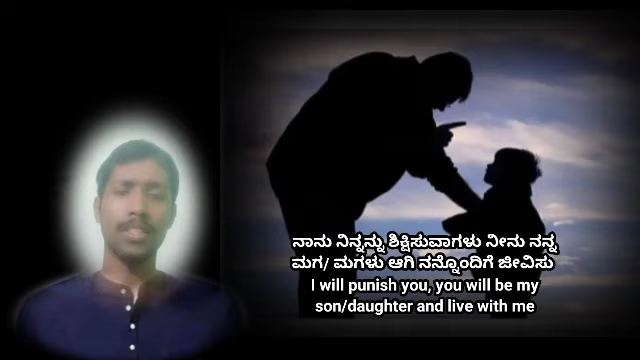 ನಾನು ನಿನ್ನನ್ನು ಶಿಕ್ಷಿಸುವಾಗಳು ನೀನು ನನ್ನ
ಮಗ/ ಮಗಳು ಆಗಿ ನನ್ನೊಂದಿಗೆ ಜೀವಿಸು
I will punish you, you will be my
son/daughter and live with me